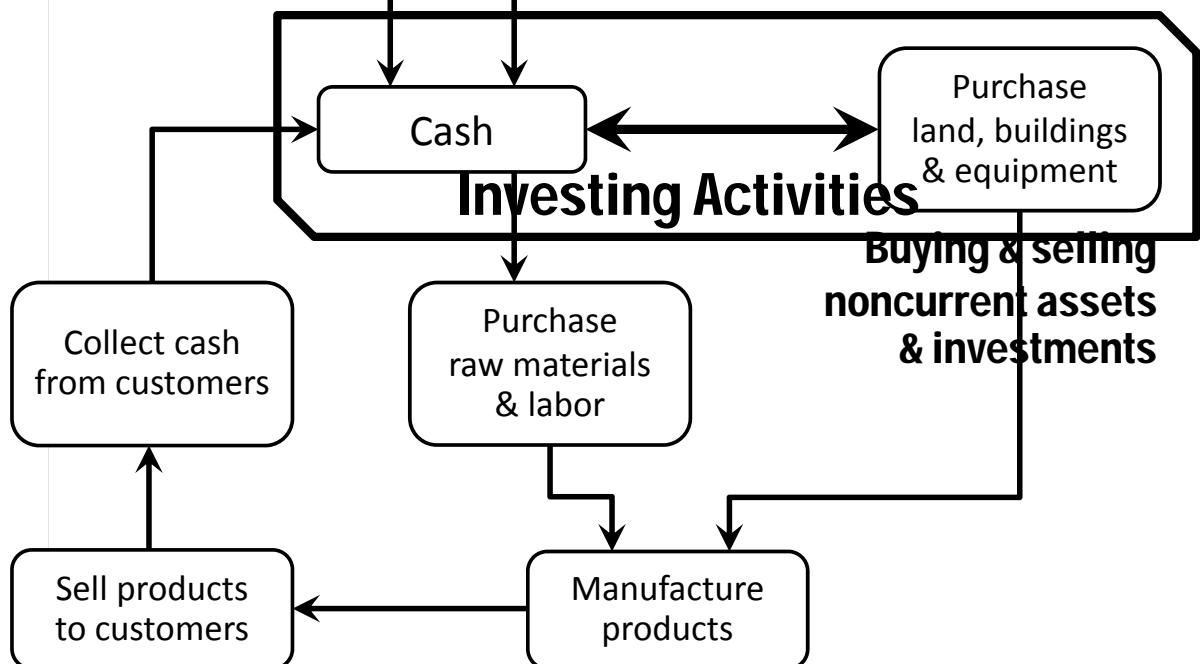 Cash
Purchase
land, buildings
& equipment
Investing Activities
Buying & selling
noncurrent assets
& investments
Collect cash
from customers
Purchase
raw materials
& labor
Sell products
to customers
Manufacture
products